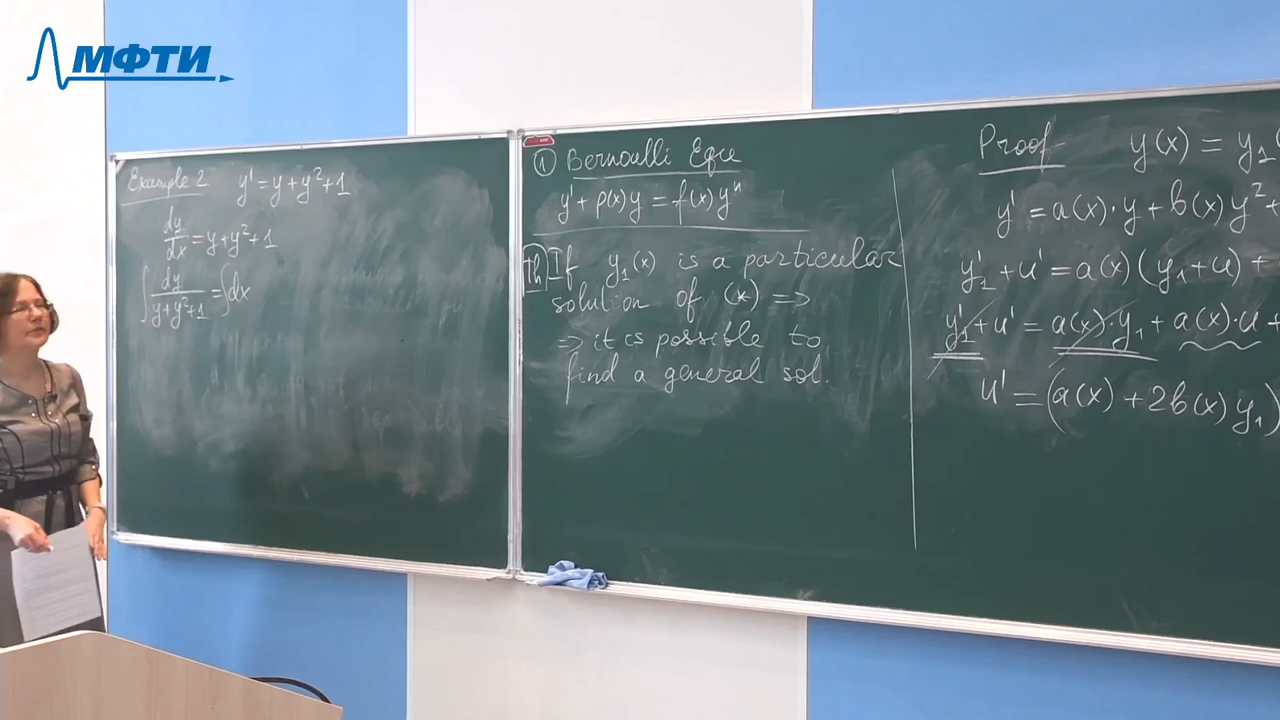 МФТИ
Example 2 y' = y + y² + 1
dy/dx = y + y² + 1
∫ dy/(y + y² + 1) = ∫ dx
① Bernoulli Equ
y' + p(x)y = f(x)yⁿ
Th If y₁(x) is a particular
solution of (x) ⇒
⇒ it is possible to
find a general sol.
Proof y(x) = y₁(
y' = a(x)·y + b(x)y² +
y₁' + u' = a(x)(y₁ + u) +
y₁' + u' = a(x)·y₁ + a(x)·u +
u' = (a(x) + 2b(x)y₁)